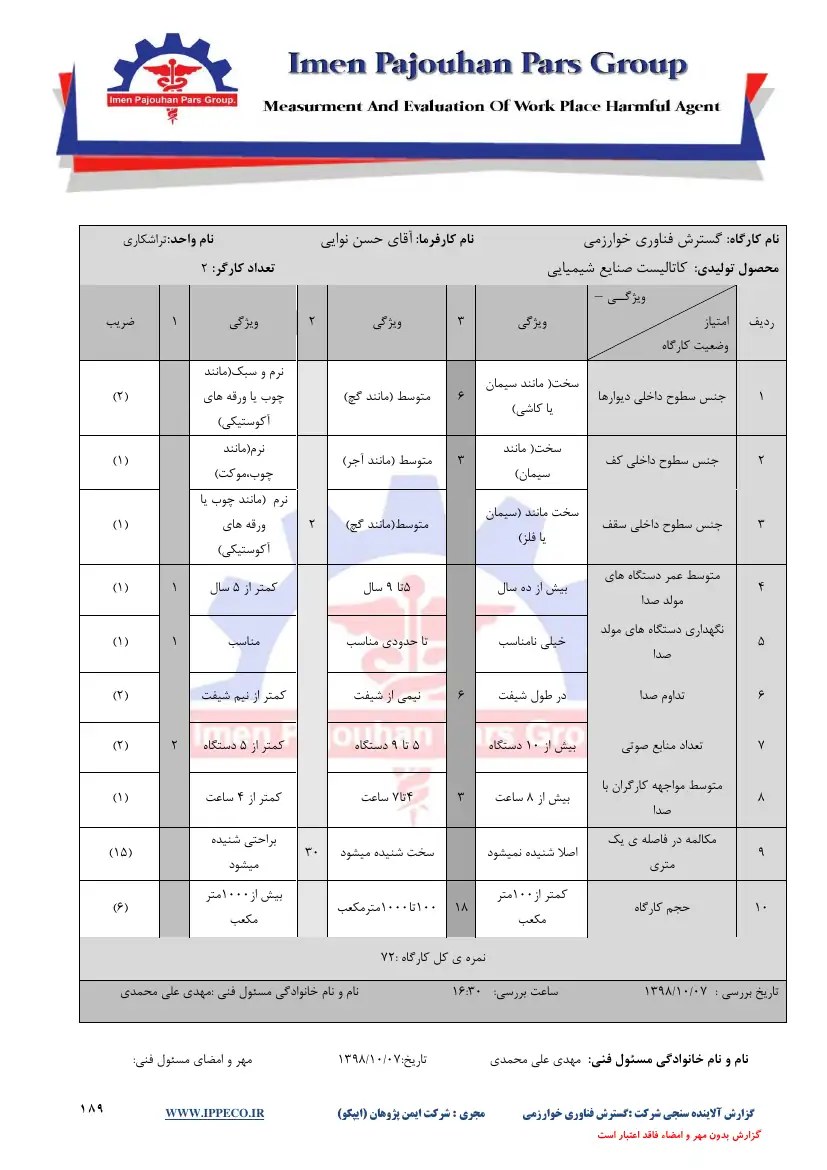 Imen Pajouhan Pars Group
Imen Pajouhan Pars Group.
Measurment And Evaluation Of Work Place Harmful Agent
نام کارگاه: گسترش فناوری خوارزمی نام کارفرما: آقای حسن نوایی نام واحد:تراشکاری
محصول تولیدی: کاتالیست صنایع شیمیایی تعداد کارگر: ۲
ردیف ویژگــی – امتیاز وضعیت کارگاه ویژگی ۳ ویژگی ۲ ویژگی ۱ ضریب
۱ جنس سطوح داخلی دیوارها سخت( مانند سیمان یا کاشی) ۶ متوسط (مانند گچ) نرم و سبک(مانند چوب یا ورقه های آکوستیکی) (۲)
۲ جنس سطوح داخلی کف سخت( مانند سیمان) ۳ متوسط (مانند آجر) نرم(مانند چوب،موکت) (۱)
۳ جنس سطوح داخلی سقف سخت مانند (سیمان یا فلز) متوسط(مانند گچ) ۲ نرم (مانند چوب یا ورقه های آکوستیکی) (۱)
۴ متوسط عمر دستگاه های مولد صدا بیش از ده سال ۵تا ۹ سال کمتر از ۵ سال ۱ (۱)
۵ نگهداری دستگاه های مولد صدا خیلی نامناسب تا حدودی مناسب مناسب ۱ (۱)
۶ تداوم صدا در طول شیفت ۶ نیمی از شیفت کمتر از نیم شیفت (۲)
۷ تعداد منابع صوتی بیش از ۱۰ دستگاه ۵ تا ۹ دستگاه کمتر از ۵ دستگاه ۲ (۲)
۸ متوسط مواجهه کارگران با صدا بیش از ۸ ساعت ۳ ۴تا۷ ساعت کمتر از ۴ ساعت (۱)
۹ مکالمه در فاصله ی یک متری اصلا شنیده نمیشود سخت شنیده میشود ۳۰ براحتی شنیده میشود (۱۵)
۱۰ حجم کارگاه کمتر از۱۰۰متر مکعب ۱۸ ۱۰۰تا۱۰۰۰مترمکعب بیش از۱۰۰۰متر مکعب (۶)
نمره ی کل کارگاه :۷۲
تاریخ بررسی : ۱۳۹۸/۱۰/۰۷ ساعت بررسی: ۱۶:۳۰ نام و نام خانوادگی مسئول فنی :مهدی علی محمدی
Imen Pajouhan Pars Group
نام و نام خانوادگی مسئول فنی: مهدی علی محمدی تاریخ:۱۳۹۸/۱۰/۰۷ مهر و امضای مسئول فنی:
گزارش آلاینده سنجی شرکت :گسترش فناوری خوارزمی مجری : شرکت ایمن پژوهان (ایپکو) WWW.IPPECO.IR ۱۸۹
گزارش بدون مهر و امضاء فاقد اعتبار است